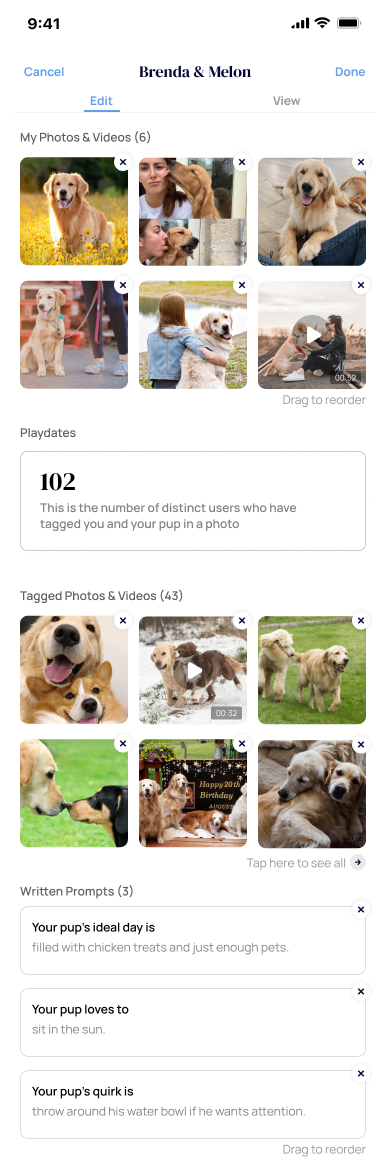 9:41
Cancel Brenda & Melon Done
Edit View
My Photos & Videos (6)
00:52
Drag to reorder
Playdates
102
This is the number of distinct users who have
tagged you and your pup in a photo
Tagged Photos & Videos (43)
00:32
Happy 20th
Birthday
AUGUST
Tap here to see all
Written Prompts (3)
Your pup's ideal day is
filled with chicken treats and just enough pets.
Your pup loves to
sit in the sun.
Your pup's quirk is
throw around his water bowl if he wants attention.
Drag to reorder